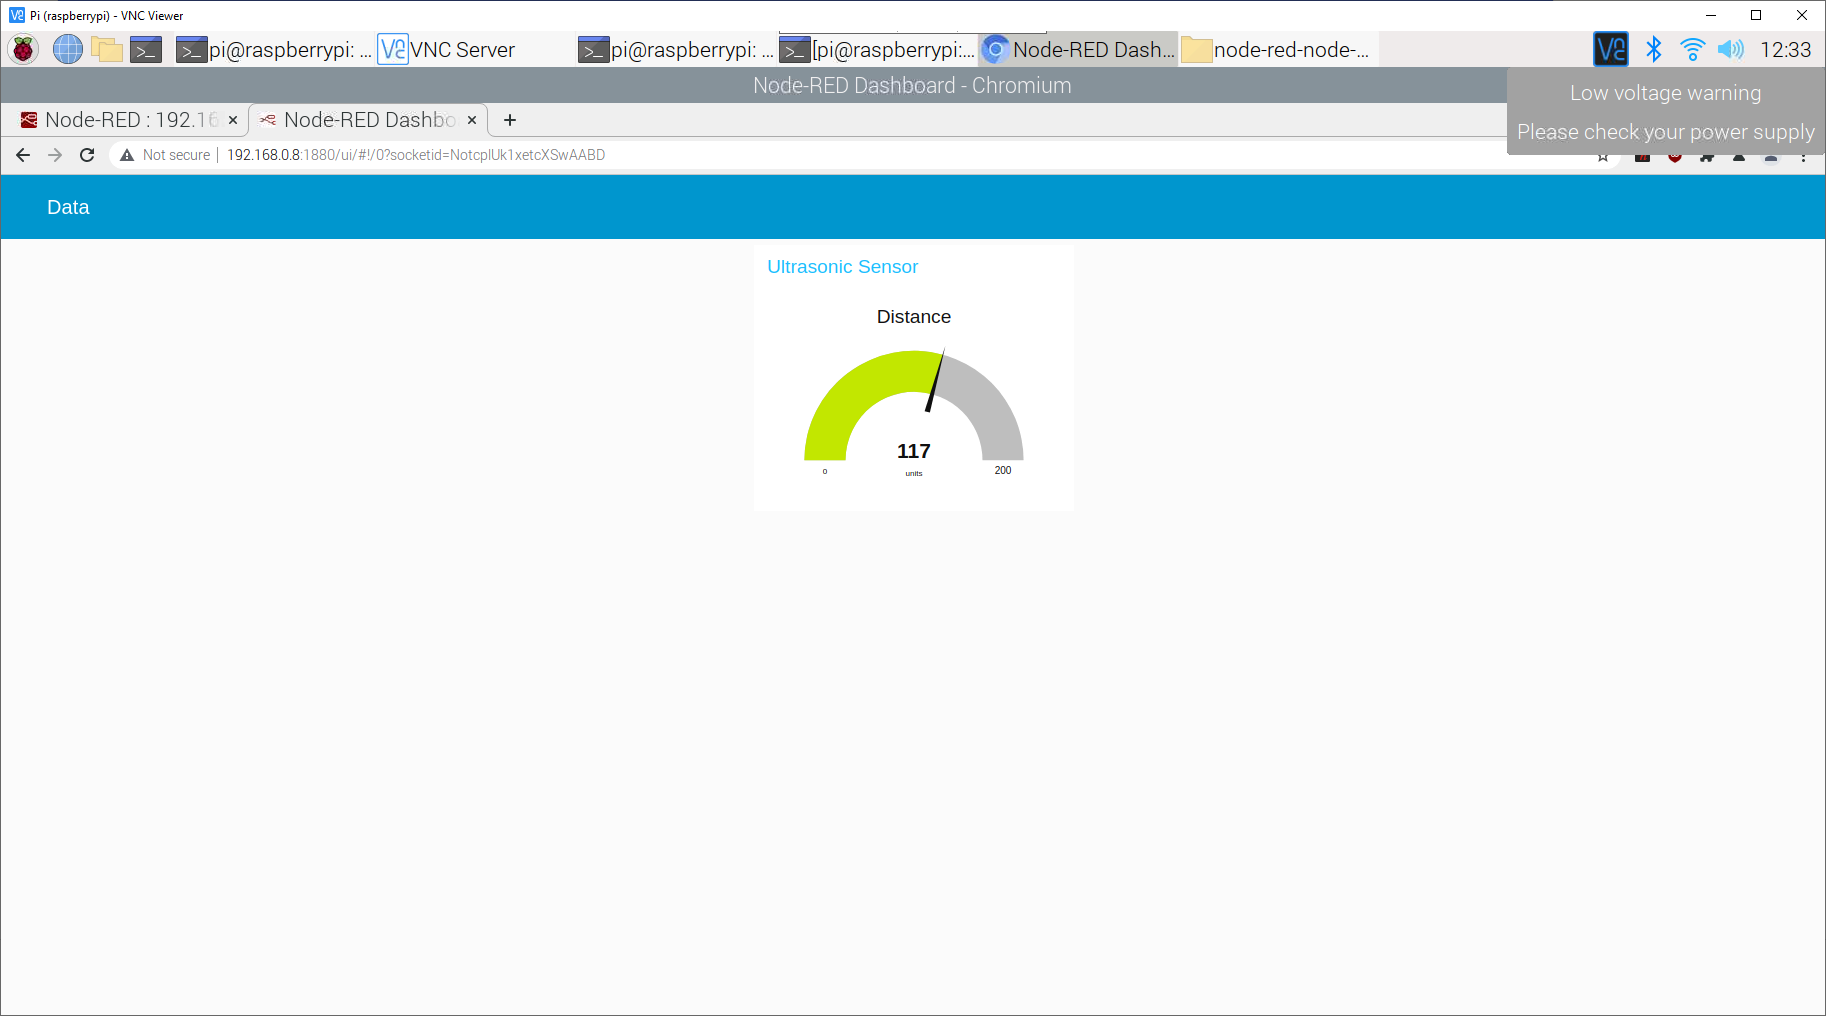 Pi (raspberrypi) - VNC Viewer
pi@raspberrypi: ... VNC Server pi@raspberrypi: ... [pi@raspberrypi:... Node-RED Dash... node-red-node-... 12:33
Node-RED Dashboard - Chromium
Low voltage warning
Please check your power supply
Node-RED : 192.16 Node-RED Dashbo
Not secure 192.168.0.8:1880/ui/#!/0?socketid=NotcplUk1xetcXSwAABD
Data
Ultrasonic Sensor
Distance
117
0 units 200